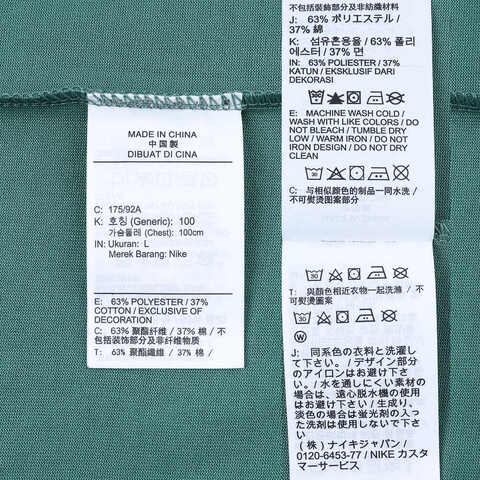 MADE IN CHINA
中国製
DIBUAT DI CINA
C: 175/92A
K: 호칭 (Generic): 100
가슴둘레 (Chest): 100cm
IN: Ukuran: L
Merek Barang: Nike
E: 63% POLYESTER / 37%
COTTON / EXCLUSIVE OF
DECORATION
C: 63% 聚酯纤维 / 37% 棉 / 不
包括装飾部分及非纤维物质
T: 63% 聚酯纖維 / 37% 棉 /
不包括裝飾部分及非紡織材料
J: 63% ポリエステル /
37% 綿
K: 섬유혼용율 / 63% 폴리
에스터 / 37% 면
IN: 63% POLYESTER / 37%
KATUN / EKSKLUSIF DARI
DEKORASI
E: MACHINE WASH COLD /
WASH WITH LIKE COLORS / DO
NOT BLEACH / TUMBLE DRY
LOW / WARM IRON / DO NOT
IRON DESIGN / DO NOT DRY
CLEAN
C: 与相似颜色的制品一同水洗
/ 不可熨烫图案部分
T: 與顏色相近衣物一起洗滌 / 不
可熨燙圖案
30
J: 同系色の衣料と洗濯し
て下さい。/ デザイン部分
のアイロンはお避け下さ
い。/ 水を通しにくい素材の
場合は、遠心脱水機の使用
はお避け下さい / 生成り、
淡色の場合は蛍光剤の入っ
た洗剤は使用しないで下さ
い
(株) ナイキジャパン /
0120-6453-77 / NIKE カスタ
マーサービス